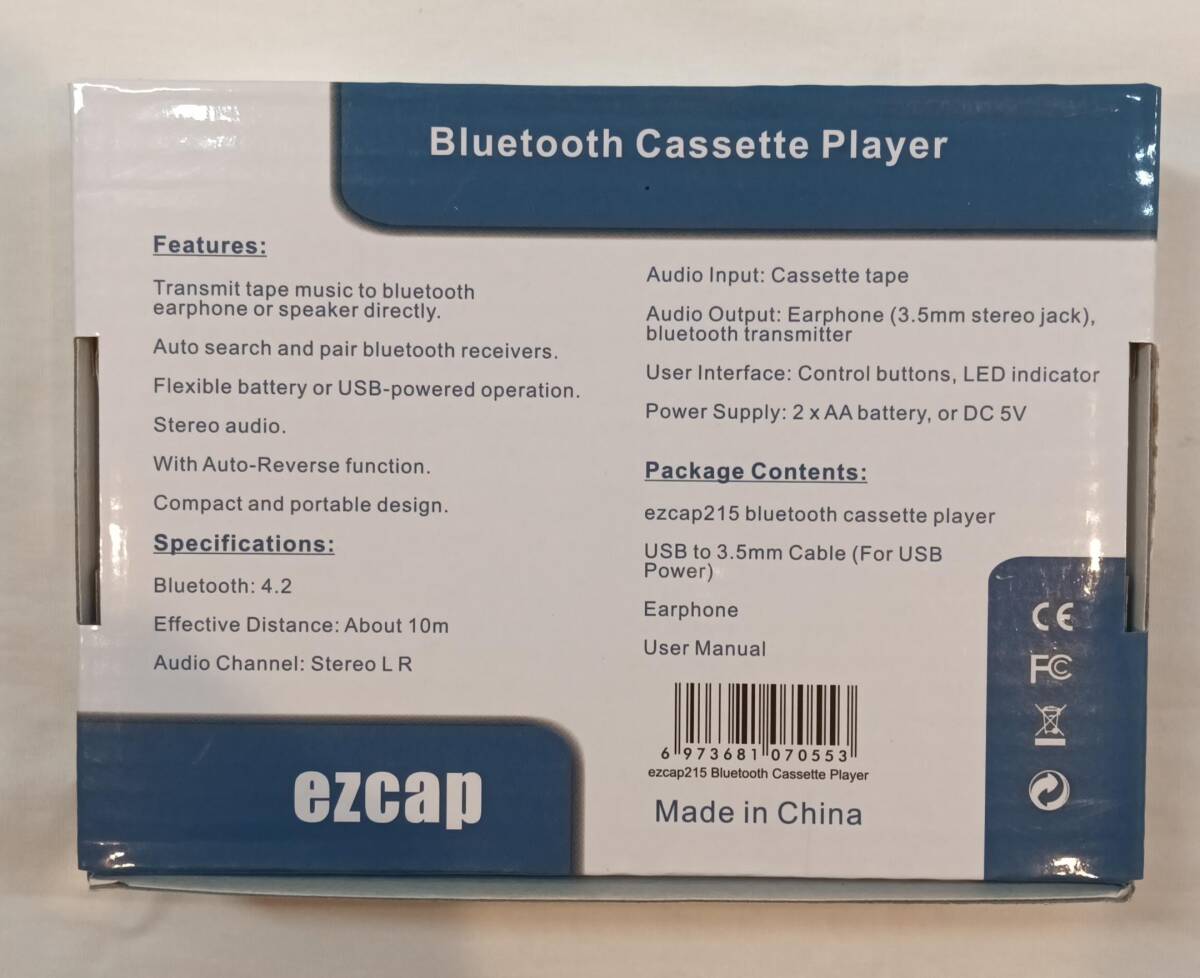 Bluetooth Cassette Player
Features:
Transmit tape music to bluetooth
earphone or speaker directly.
Auto search and pair bluetooth receivers.
Flexible battery or USB-powered operation.
Stereo audio.
With Auto-Reverse function.
Compact and portable design.
Specifications:
Bluetooth: 4.2
Effective Distance: About 10m
Audio Channel: Stereo L R
Audio Input: Cassette tape
Audio Output: Earphone (3.5mm stereo jack),
bluetooth transmitter
User Interface: Control buttons, LED indicator
Power Supply: 2 x AA battery, or DC 5V
Package Contents:
ezcap215 bluetooth cassette player
USB to 3.5mm Cable (For USB
Power)
Earphone
User Manual
6 973681 070553
ezcap215 Bluetooth Cassette Player
Made in China
ezcap
CE
FC